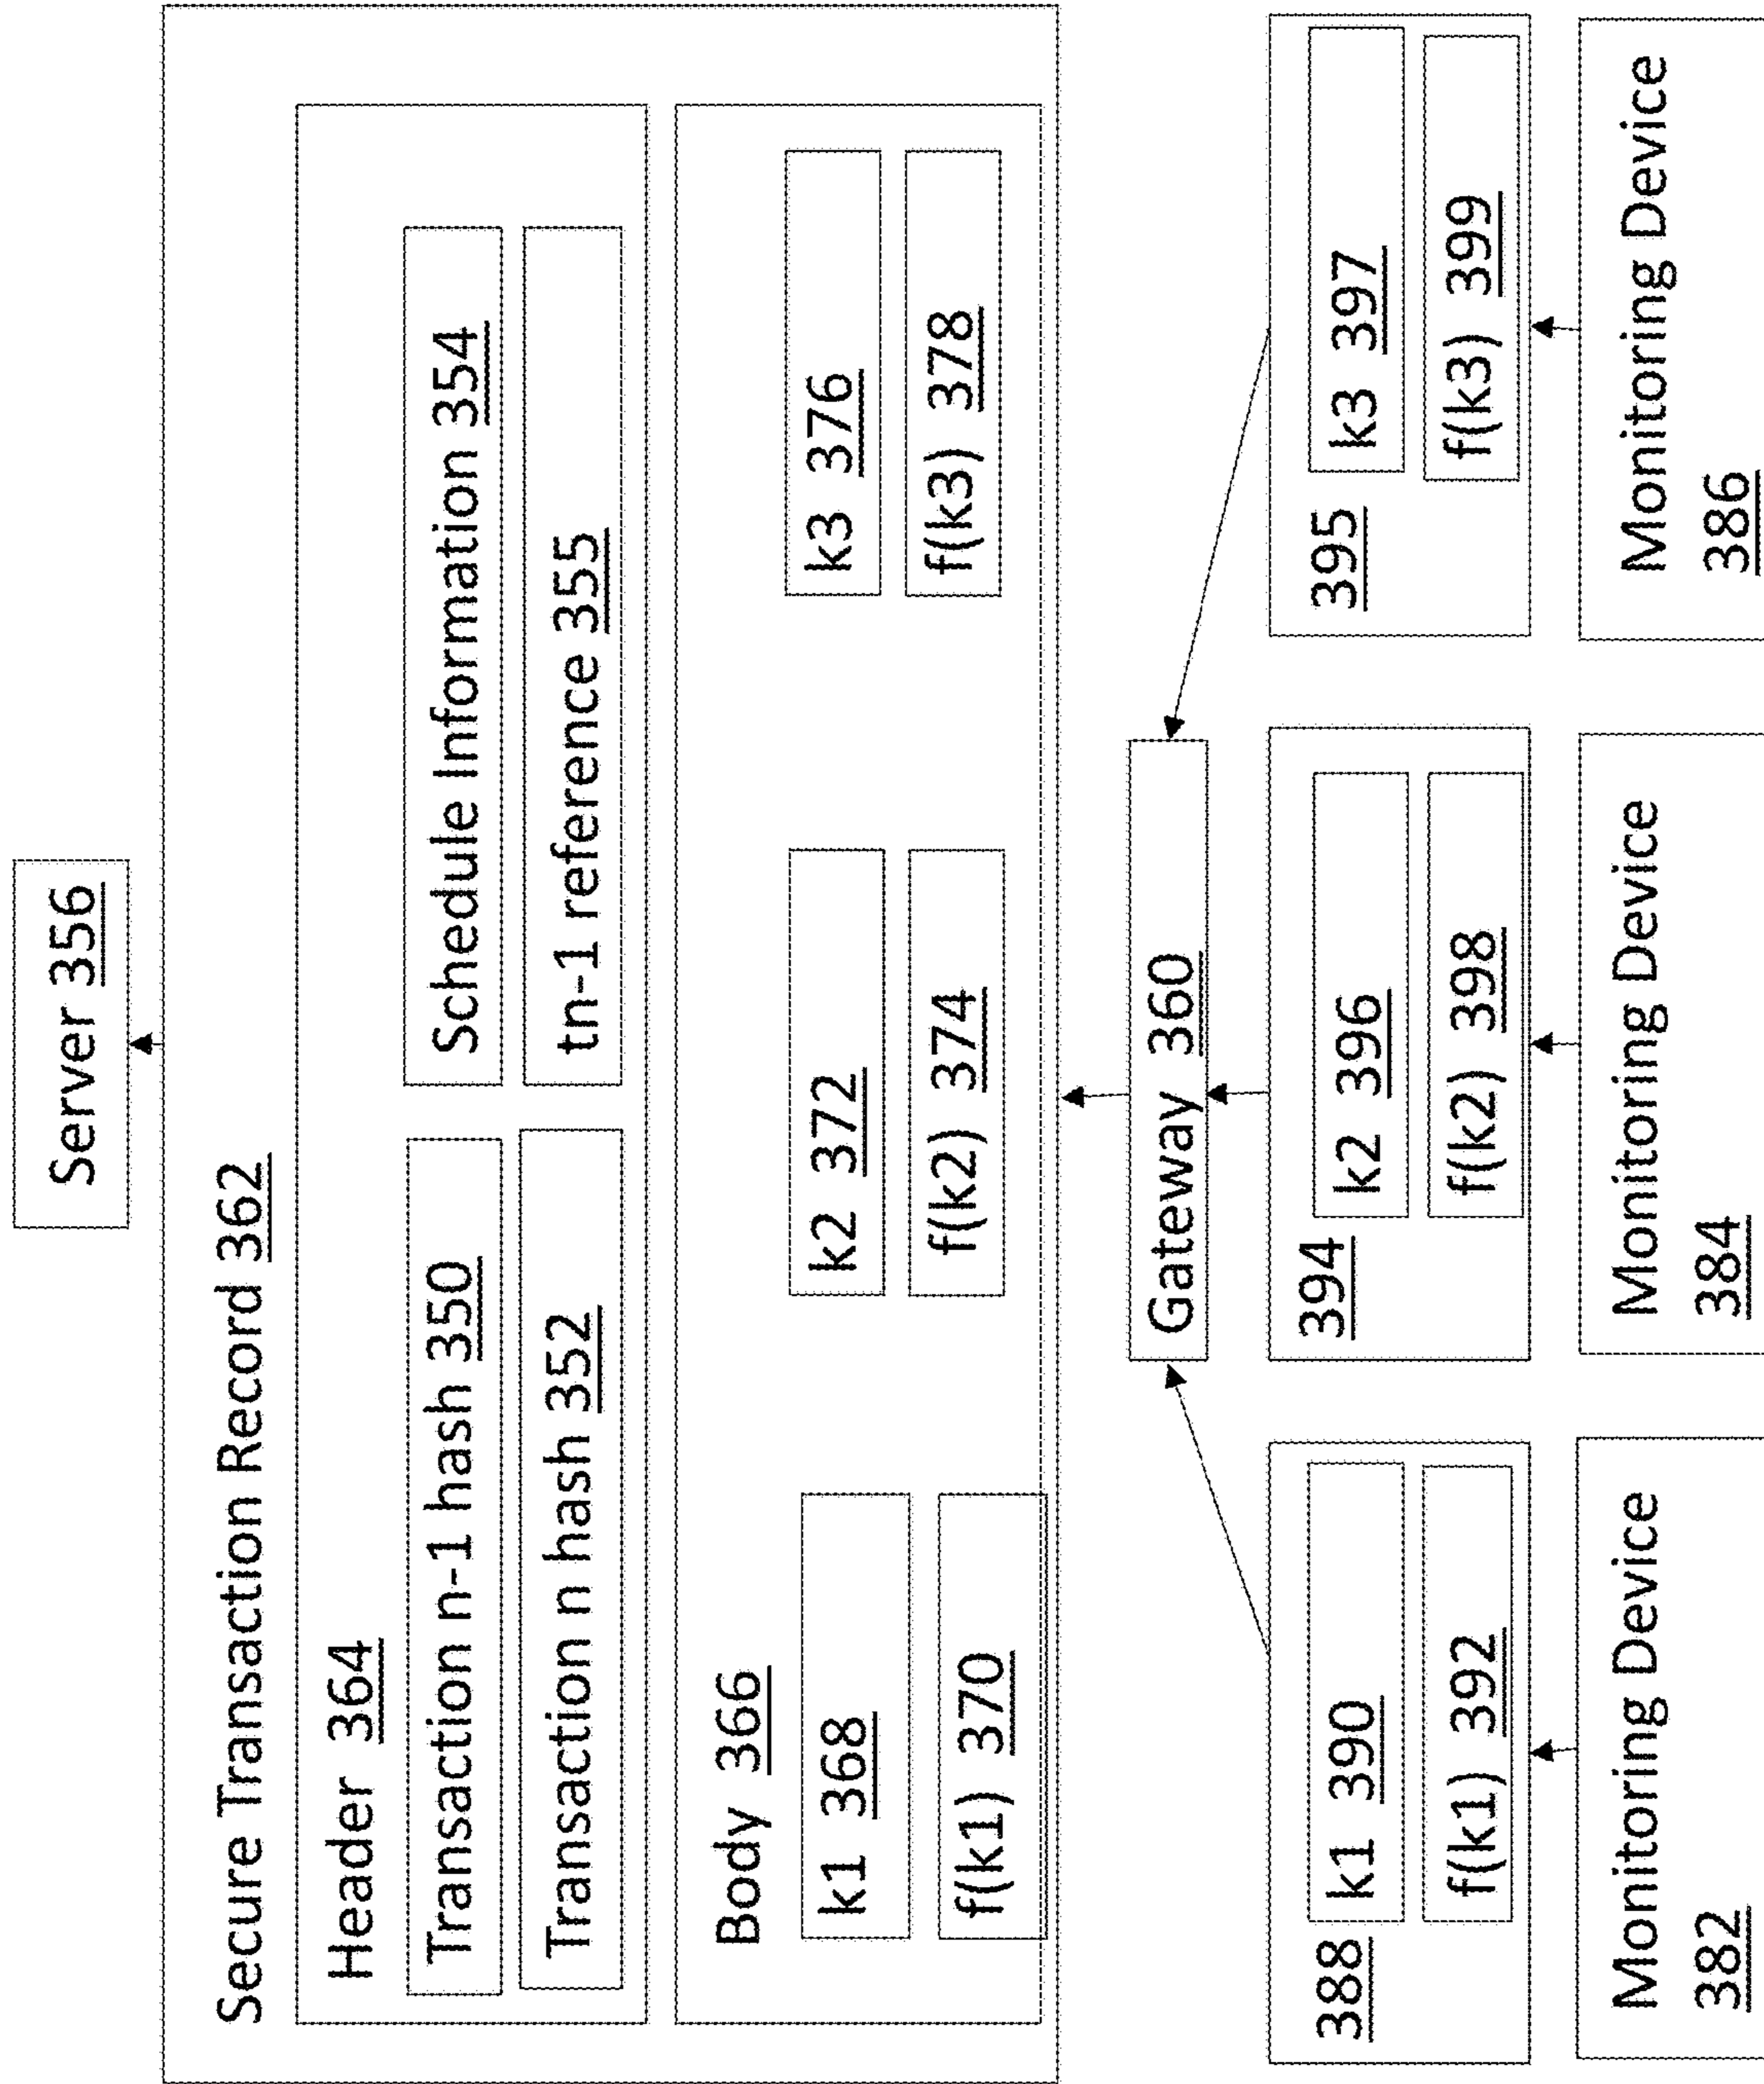 Server 356
Secure Transaction Record 362
Header 364
Transaction n-1 hash 350
Schedule Information 354
Transaction n hash 352
tn-1 reference 355
Body 366
k1 368
k2 372
k3 376
f(k1) 370
f(k2) 374
f(k3) 378
Gateway 360
388
k1 390
f(k1) 392
394
k2 396
f(k2) 398
395
k3 397
f(k3) 399
Monitoring Device
382
Monitoring Device
384
Monitoring Device
386